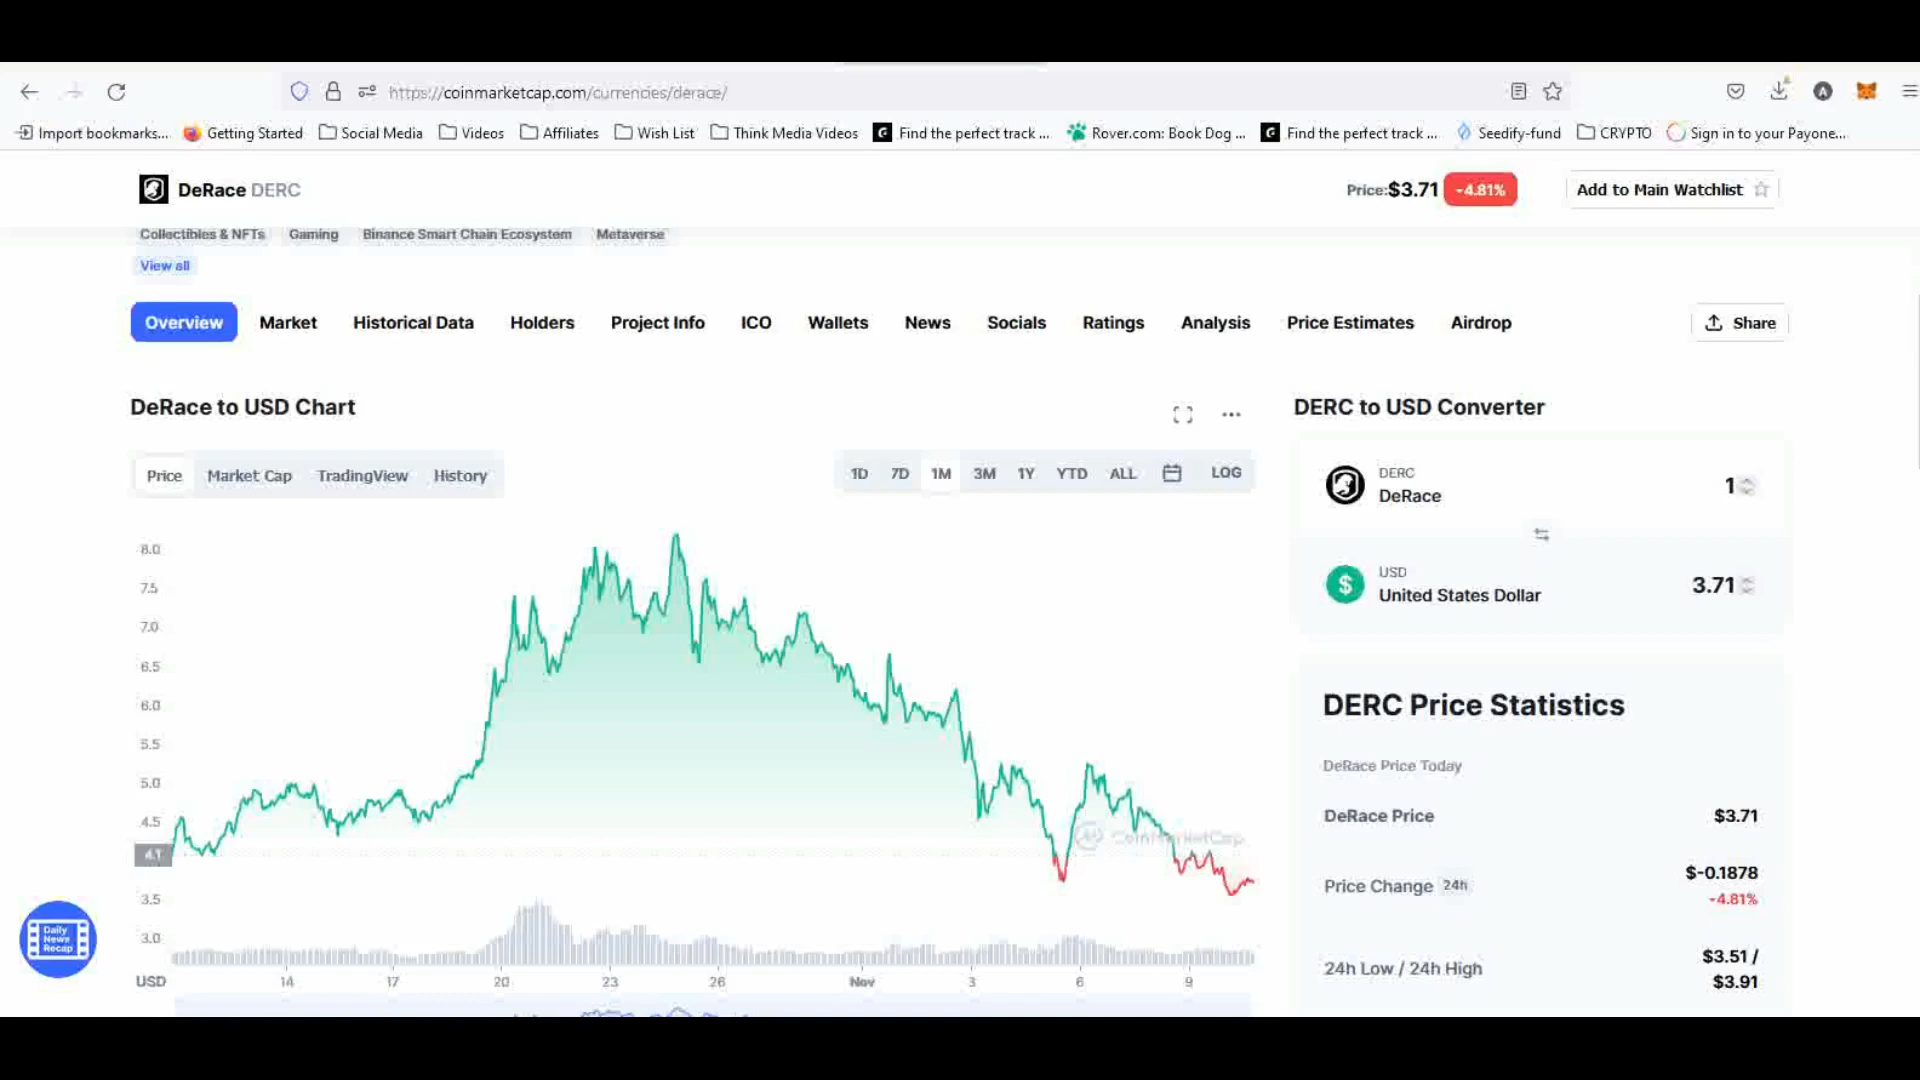 https://coinmarketcap.com/currencies/derace/
Import bookmarks... Getting Started Social Media Videos Affiliates Wish List Think Media Videos Find the perfect track ... Rover.com: Book Dog ... Find the perfect track ... Seedify-fund CRYPTO Sign in to your Payone...
DeRace DERC Price:$3.71 -4.81% Add to Main Watchlist
Collectibles & NFTs Gaming Binance Smart Chain Ecosystem Metaverse
View all
Overview Market Historical Data Holders Project Info ICO Wallets News Socials Ratings Analysis Price Estimates Airdrop Share
DeRace to USD Chart
Price Market Cap TradingView History 1D 7D 1M 3M 1Y YTD ALL LOG
8.0
7.5
7.0
6.5
6.0
5.5
5.0
4.5
4.1
3.5
3.0
CoinMarketCap
USD 14 17 20 23 26 Nov 3 6 9
Daily
News
Recap
DERC to USD Converter
DERC
DeRace 1
USD
United States Dollar 3.71
DERC Price Statistics
DeRace Price Today
DeRace Price $3.71
Price Change 24h $-0.1878
-4.81%
24h Low / 24h High $3.51 /
$3.91